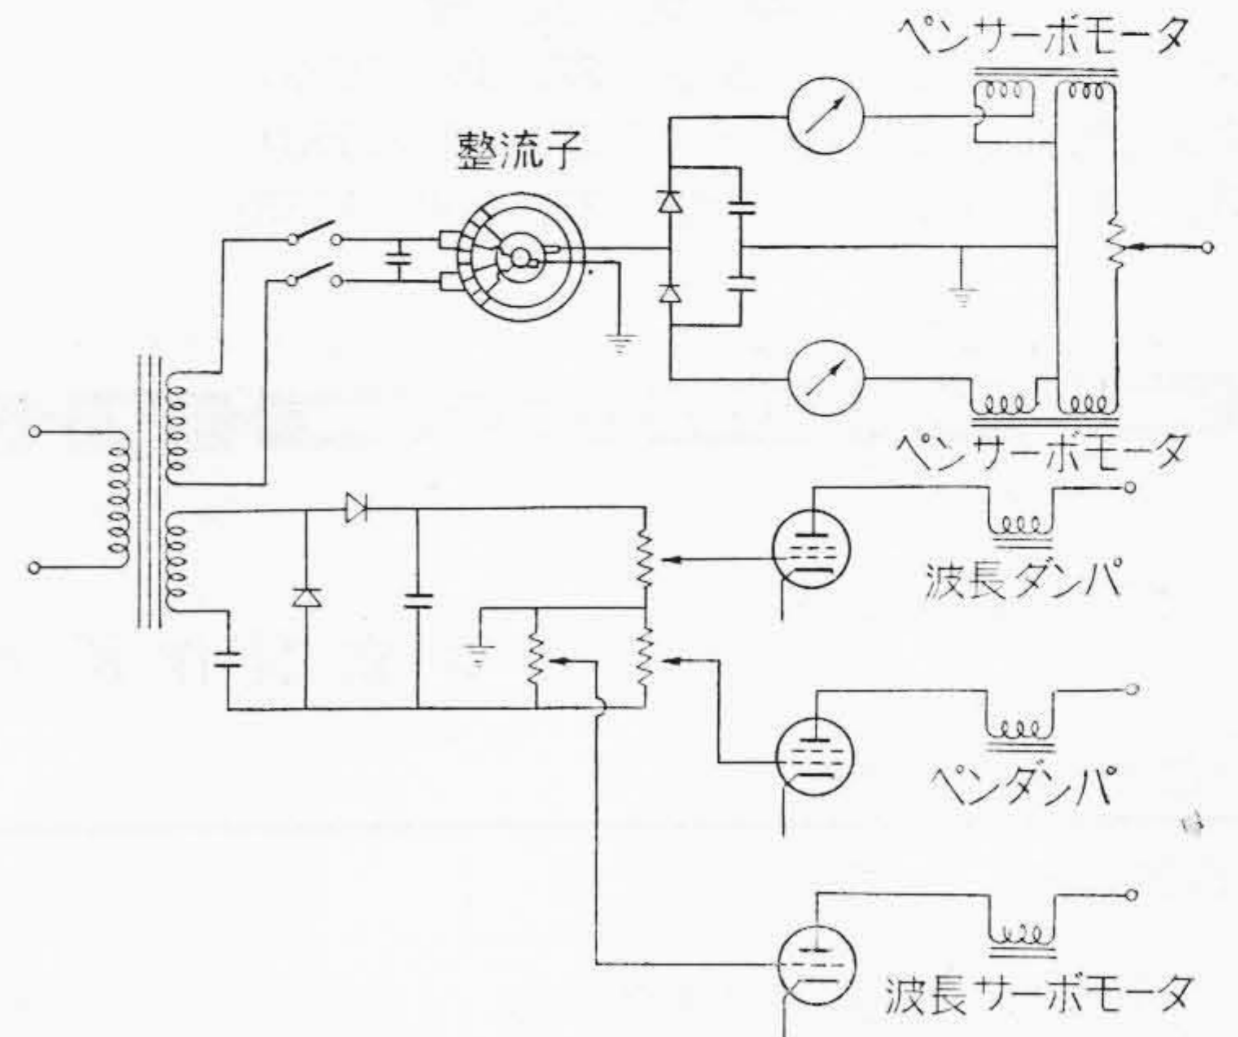 ペンサーボモータ
整流子
ペンサーボモータ
波長ダンパ
ペンダンパ
波長サーボモータ